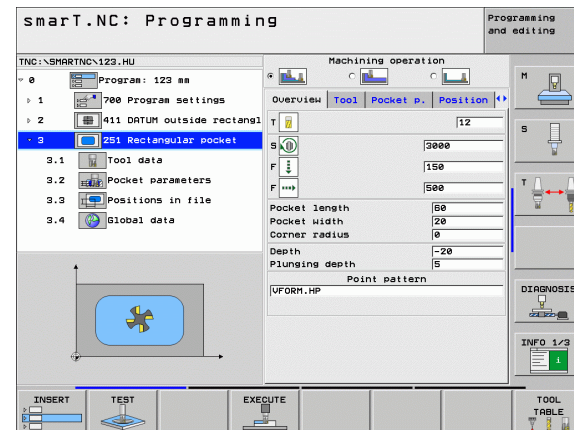 smarT.NC: Programming
Programming and editing
TNC:\SMARTNC\123.HU
0 Program: 123 mm
1 700 Program settings
2 411 DATUM outside rectangl
3 251 Rectangular pocket
3.1 Tool data
3.2 Pocket parameters
3.3 Positions in file
3.4 Global data
Machining operation
Overview Tool Pocket p. Position
T 12
S 3000
F 150
F 500
Pocket length 60
Pocket width 20
Corner radius 0
Depth -20
Plunging depth 5
Point pattern
VFORM.HP
M
S
T
DIAGNOSIS
INFO 1/3
INSERT
TEST
EXECUTE
TOOL TABLE